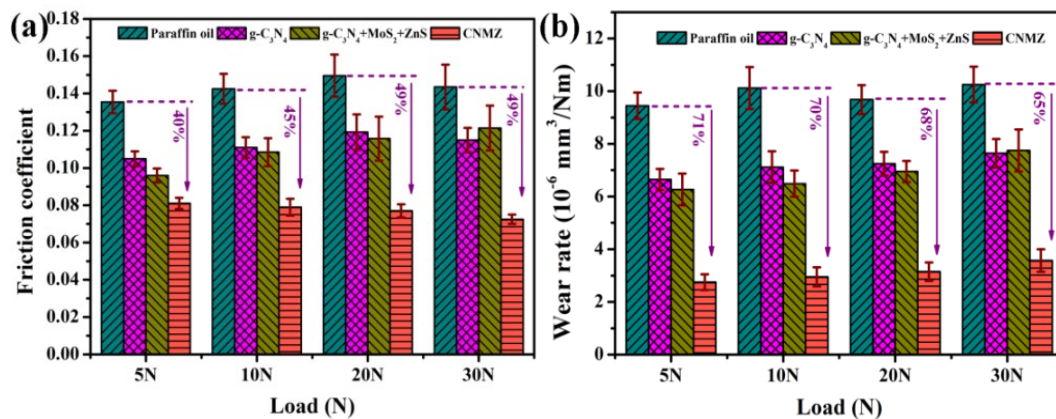 (a)
Paraffin oil g-C₃N₄ g-C₃N₄+MoS₂+ZnS CNMZ
Friction coefficient
0.18
0.16
0.14
0.12
0.10
0.08
0.06
0.04
0.02
0.00
40%
45%
49%
49%
5N 10N 20N 30N
Load (N)
(b)
Paraffin oil g-C₃N₄ g-C₃N₄+MoS₂+ZnS CNMZ
Wear rate (10⁻⁶ mm³/Nm)
12
10
8
6
4
2
0
71%
70%
68%
65%
5N 10N 20N 30N
Load (N)